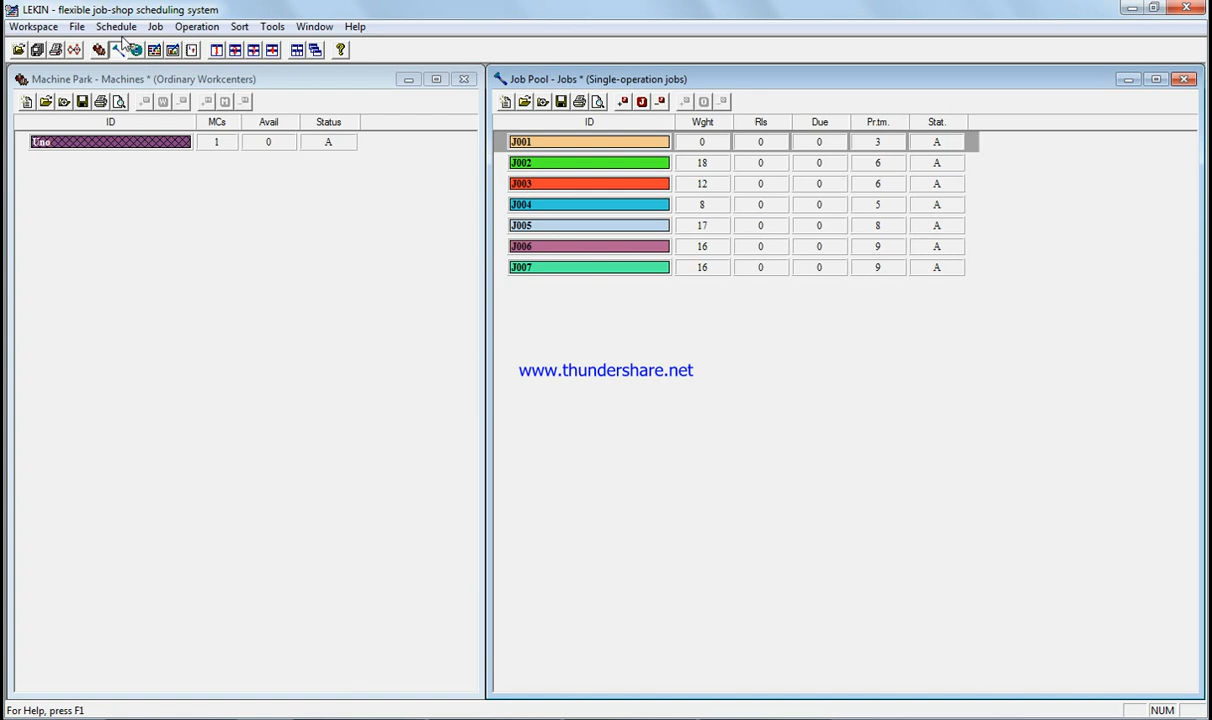 LEKIN - flexible job-shop scheduling system
Workspace File Schedule Job Operation Sort Tools Window Help
Machine Park - Machines * (Ordinary Workcenters)
ID MCs Avail Status
Uno 1 0 A
Job Pool - Jobs * (Single-operation jobs)
ID Wght Rls Due Pr.tm. Stat.
J001 0 0 0 3 A
J002 18 0 0 6 A
J003 12 0 0 6 A
J004 8 0 0 5 A
J005 17 0 0 8 A
J006 16 0 0 9 A
J007 16 0 0 9 A
www.thundershare.net
For Help, press F1
NUM